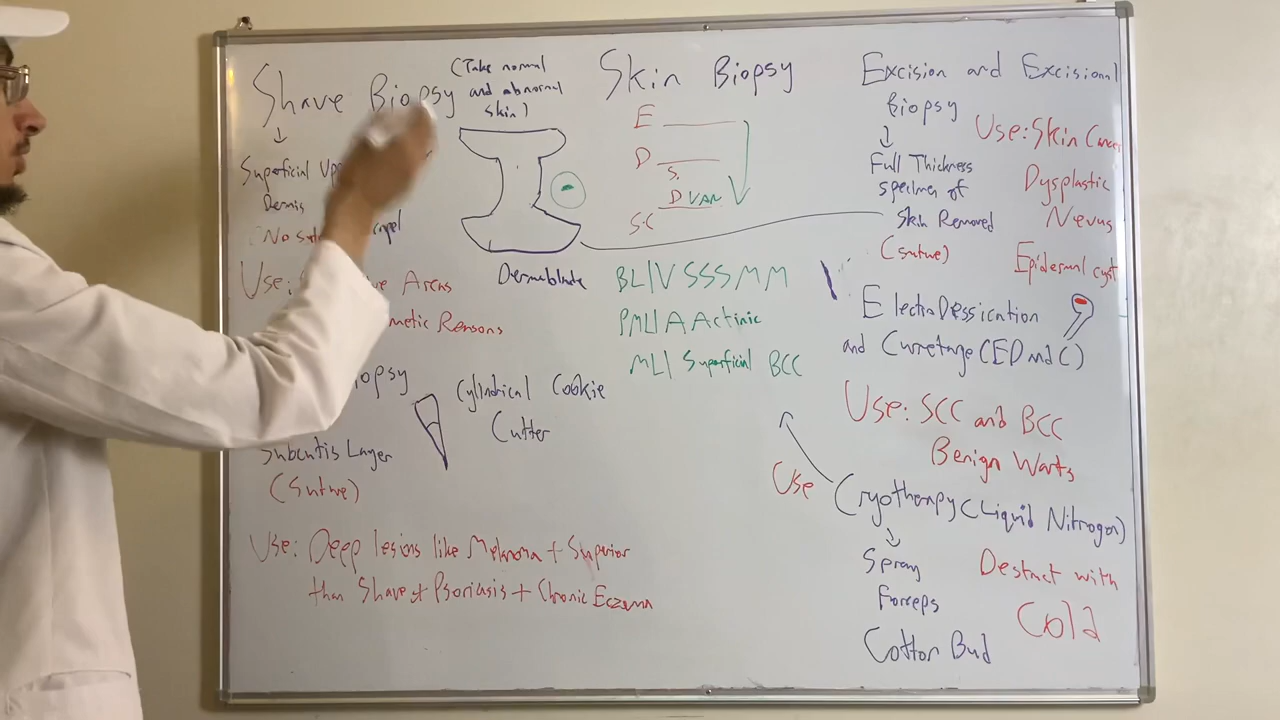 Shave Biopsy
(Take normal
and abnormal
skin)
Superficial
Dermis
(No
Use:
Areas
Reasons
Dermablade
Cylindrical Cookie
Cutter
Subcutis Layer
(Suture)
Use: Deep lesions like Melanoma + Superior
than Shave + Psoriasis + Chronic Eczema
Skin Biopsy
E
D
S.
D VAN
S.C
BL/V SSSMM
PML/A Actinic
ML/ Superficial BCC
Excision and Excisional
Biopsy
Full Thickness
specimen of
Skin Removed
(Suture)
Use: Skin Cancer
Dysplastic
Nevus
Epidermal cyst
ElectroDessication
and Curretage (ED and C)
Use: SCC and BCC
Benign Warts
Use
Cryotherapy (Liquid Nitrogen)
Spray
Forceps
Cotton Bud
Destruct with
Cold